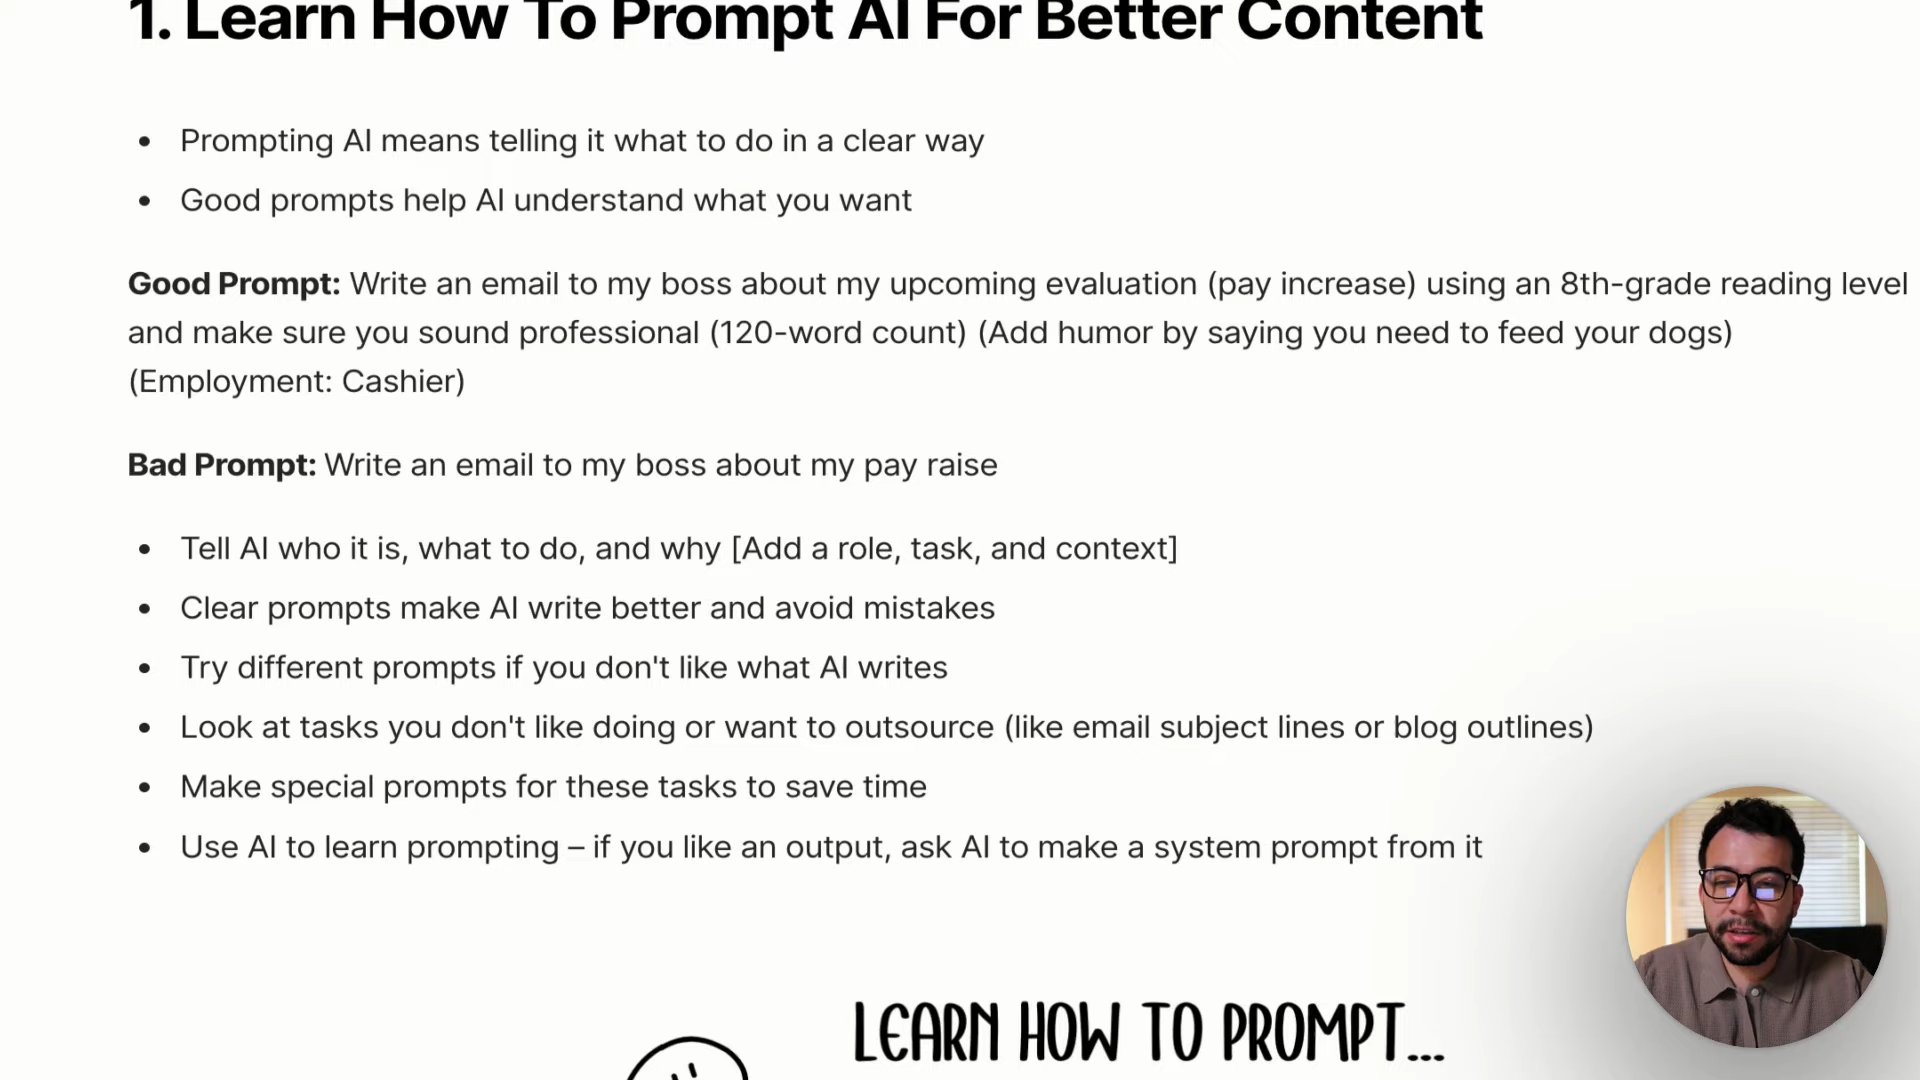 1. Learn How To Prompt AI For Better Content
• Prompting AI means telling it what to do in a clear way
• Good prompts help AI understand what you want
Good Prompt: Write an email to my boss about my upcoming evaluation (pay increase) using an 8th-grade reading level
and make sure you sound professional (120-word count) (Add humor by saying you need to feed your dogs)
(Employment: Cashier)
Bad Prompt: Write an email to my boss about my pay raise
• Tell AI who it is, what to do, and why [Add a role, task, and context]
• Clear prompts make AI write better and avoid mistakes
• Try different prompts if you don't like what AI writes
• Look at tasks you don't like doing or want to outsource (like email subject lines or blog outlines)
• Make special prompts for these tasks to save time
• Use AI to learn prompting – if you like an output, ask AI to make a system prompt from it
LEARN HOW TO PROMPT...